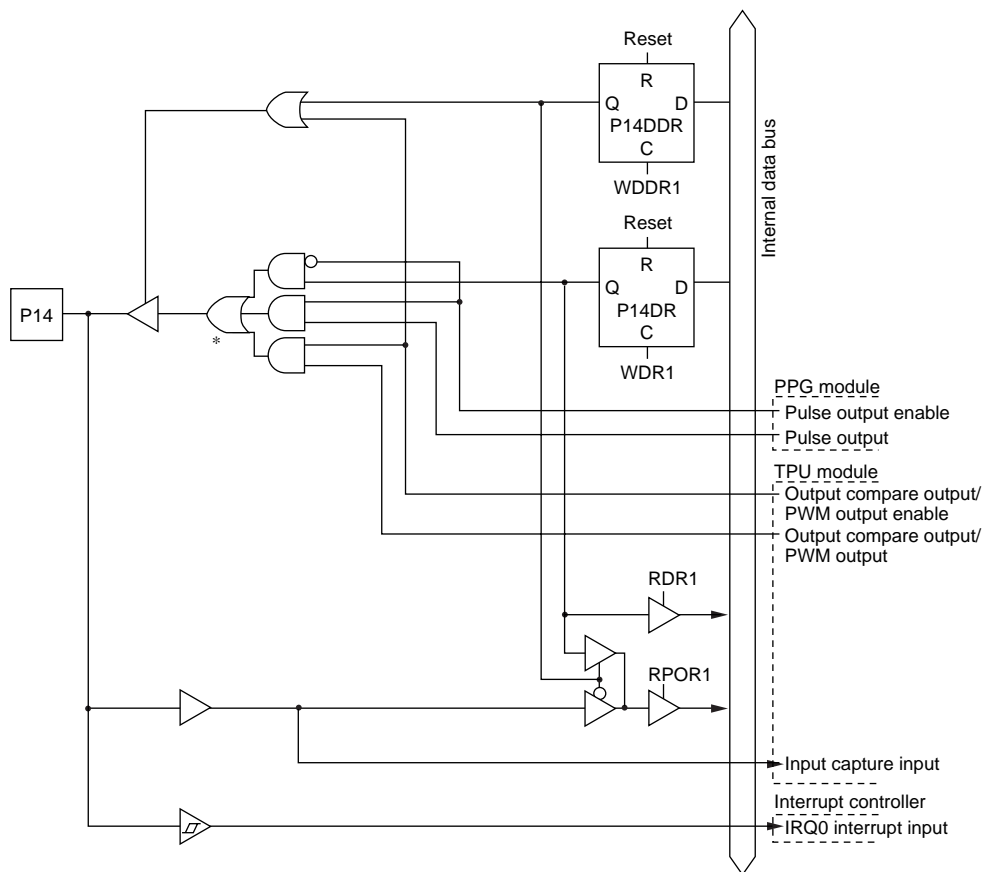 Reset
R
Q D
P14DDR
C
WDDR1
Internal data bus
Reset
R
Q D
P14DR
C
WDR1
P14
*
PPG module
Pulse output enable
Pulse output
TPU module
Output compare output/
PWM output enable
Output compare output/
PWM output
RDR1
RPOR1
Input capture input
Interrupt controller
IRQ0 interrupt input